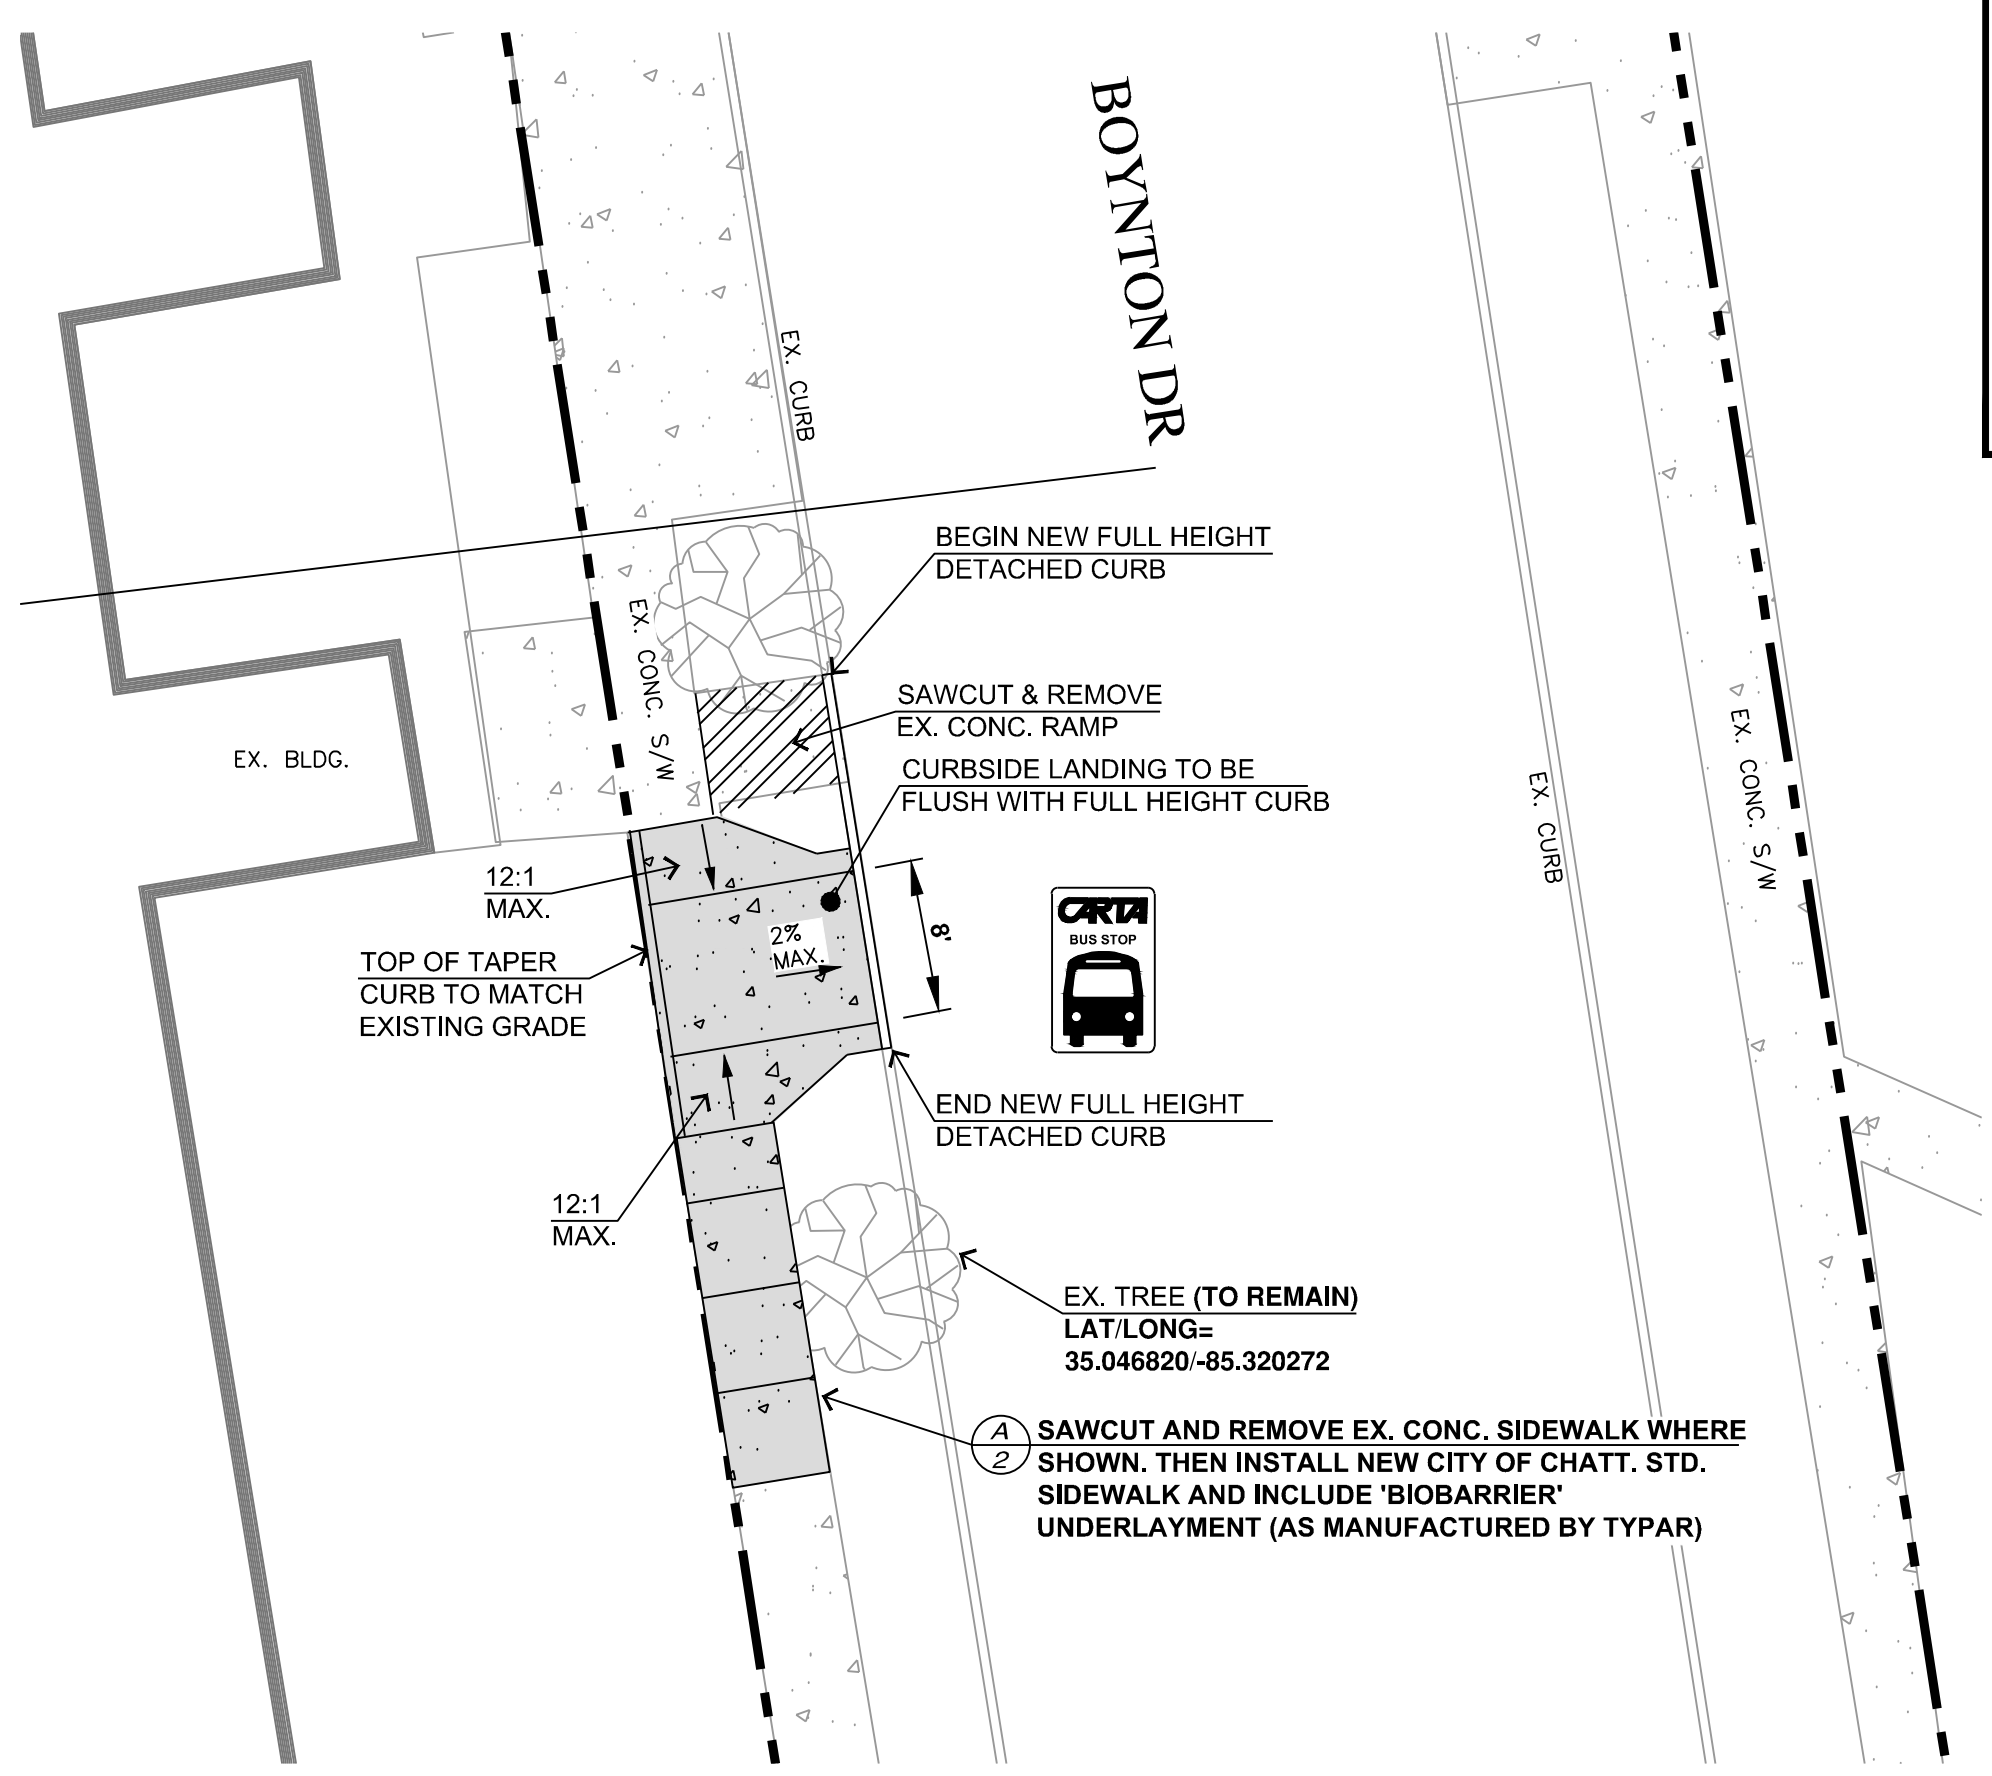 BOYNTON DR
EX. CURB
BEGIN NEW FULL HEIGHT
DETACHED CURB
EX. CONC. S/W
SAWCUT & REMOVE
EX. CONC. RAMP
EX. BLDG.
CURBSIDE LANDING TO BE
FLUSH WITH FULL HEIGHT CURB
EX. CURB
EX. CONC. S/W
12:1
MAX.
8'
2%
MAX.
CARTA
BUS STOP
TOP OF TAPER
CURB TO MATCH
EXISTING GRADE
END NEW FULL HEIGHT
DETACHED CURB
12:1
MAX.
EX. TREE (TO REMAIN)
LAT/LONG=
35.046820/-85.320272
A
2
SAWCUT AND REMOVE EX. CONC. SIDEWALK WHERE
SHOWN. THEN INSTALL NEW CITY OF CHATT. STD.
SIDEWALK AND INCLUDE 'BIOBARRIER'
UNDERLAYMENT (AS MANUFACTURED BY TYPAR)